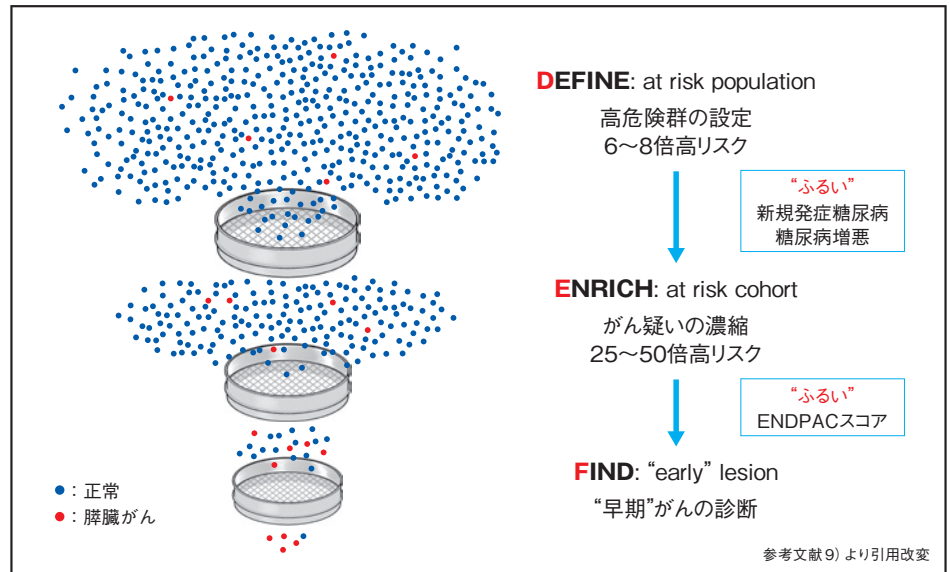 DEFINE: at risk population
高危険群の設定
6〜8倍高リスク
“ふるい”
新規発症糖尿病
糖尿病増悪
ENRICH: at risk cohort
がん疑いの濃縮
25〜50倍高リスク
“ふるい”
ENDPACスコア
FIND: “early” lesion
“早期”がんの診断
：正常
：膵臓がん
参考文献9）より引用改変